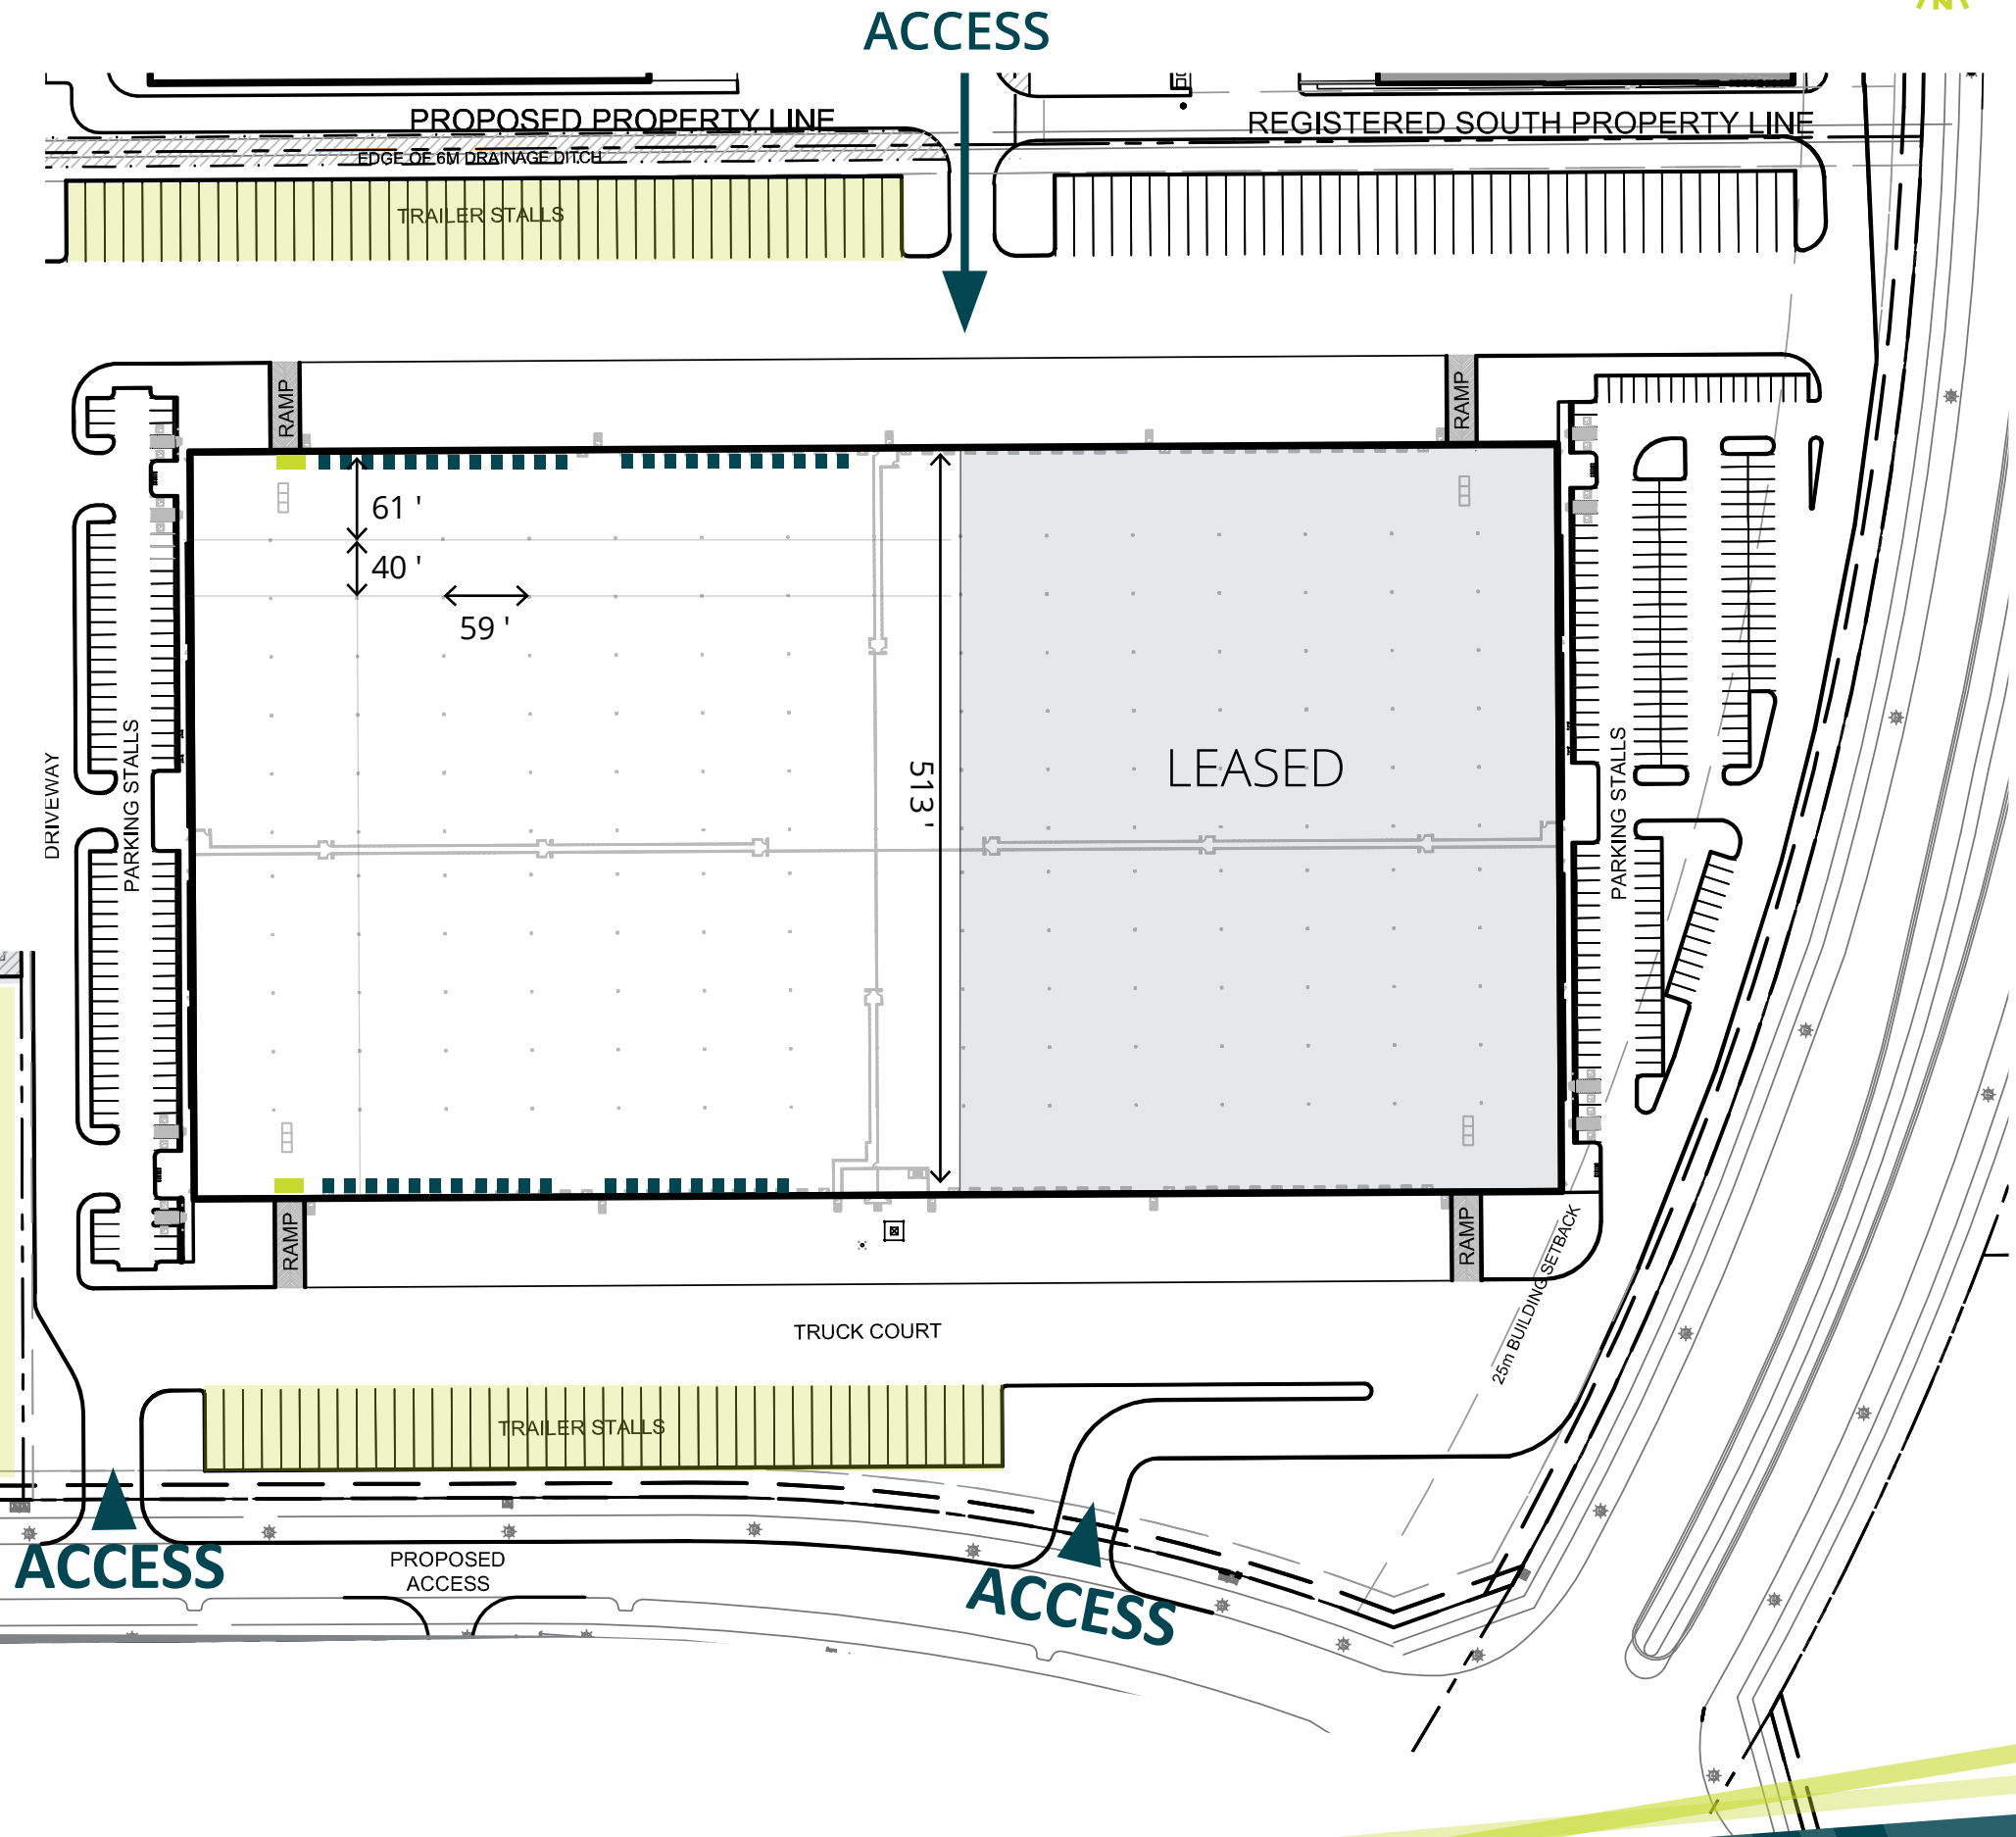 N
ACCESS
PROPOSED PROPERTY LINE
REGISTERED SOUTH PROPERTY LINE
EDGE OF 6M DRAINAGE DITCH
TRAILER STALLS
RAMP
RAMP
61 '
40 '
59 '
513 '
LEASED
DRIVEWAY
PARKING STALLS
PARKING STALLS
RAMP
RAMP
25m BUILDING SETBACK
TRUCK COURT
TRAILER STALLS
ACCESS
PROPOSED
ACCESS
ACCESS